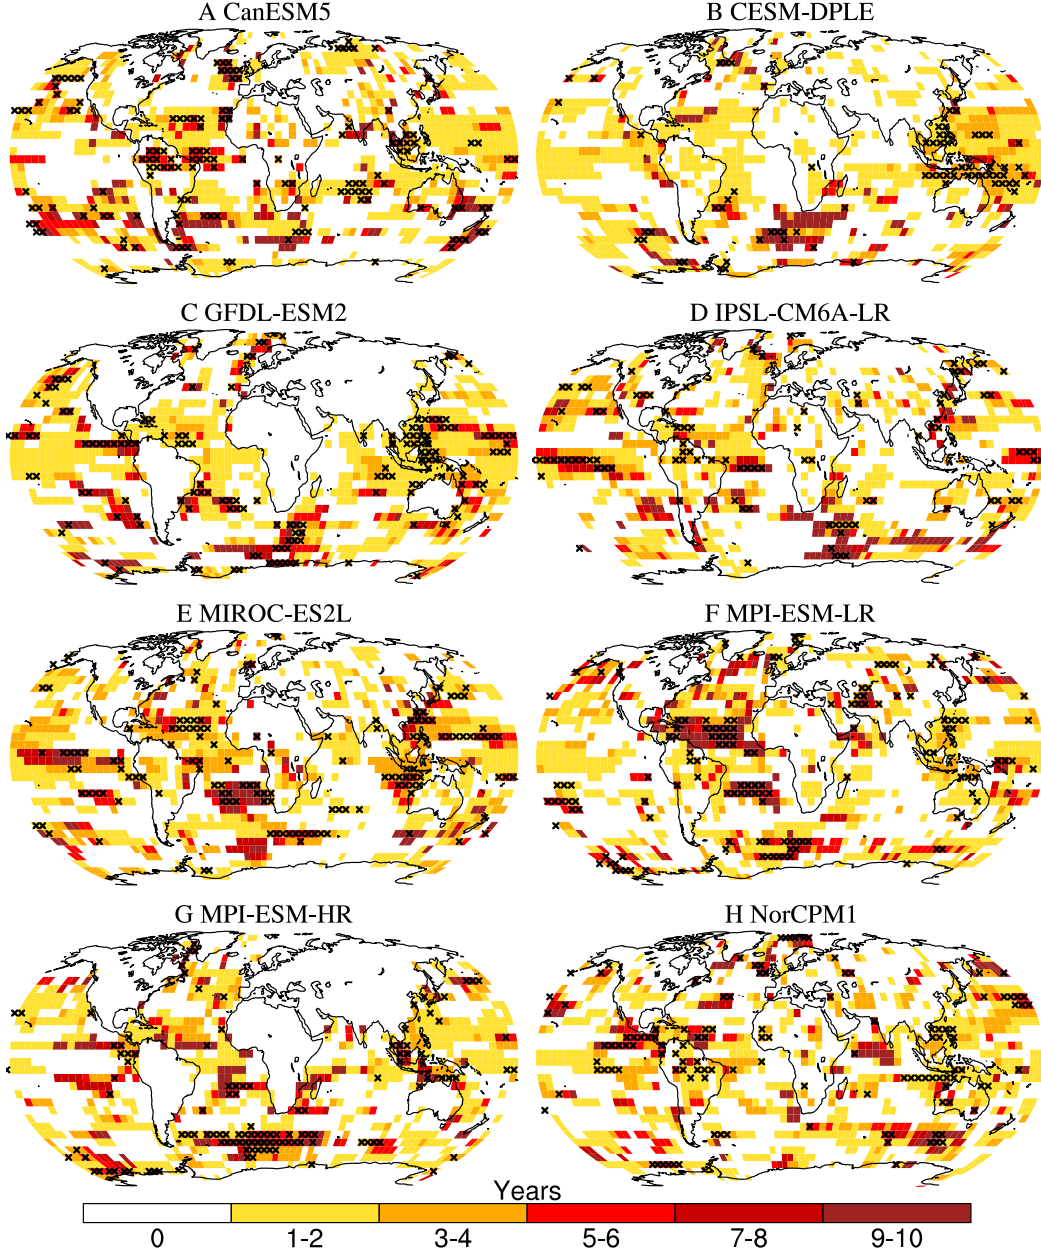 A CanESM5
B CESM-DPLE
C GFDL-ESM2
D IPSL-CM6A-LR
E MIROC-ES2L
F MPI-ESM-LR
G MPI-ESM-HR
H NorCPM1
Years
0 1-2 3-4 5-6 7-8 9-10